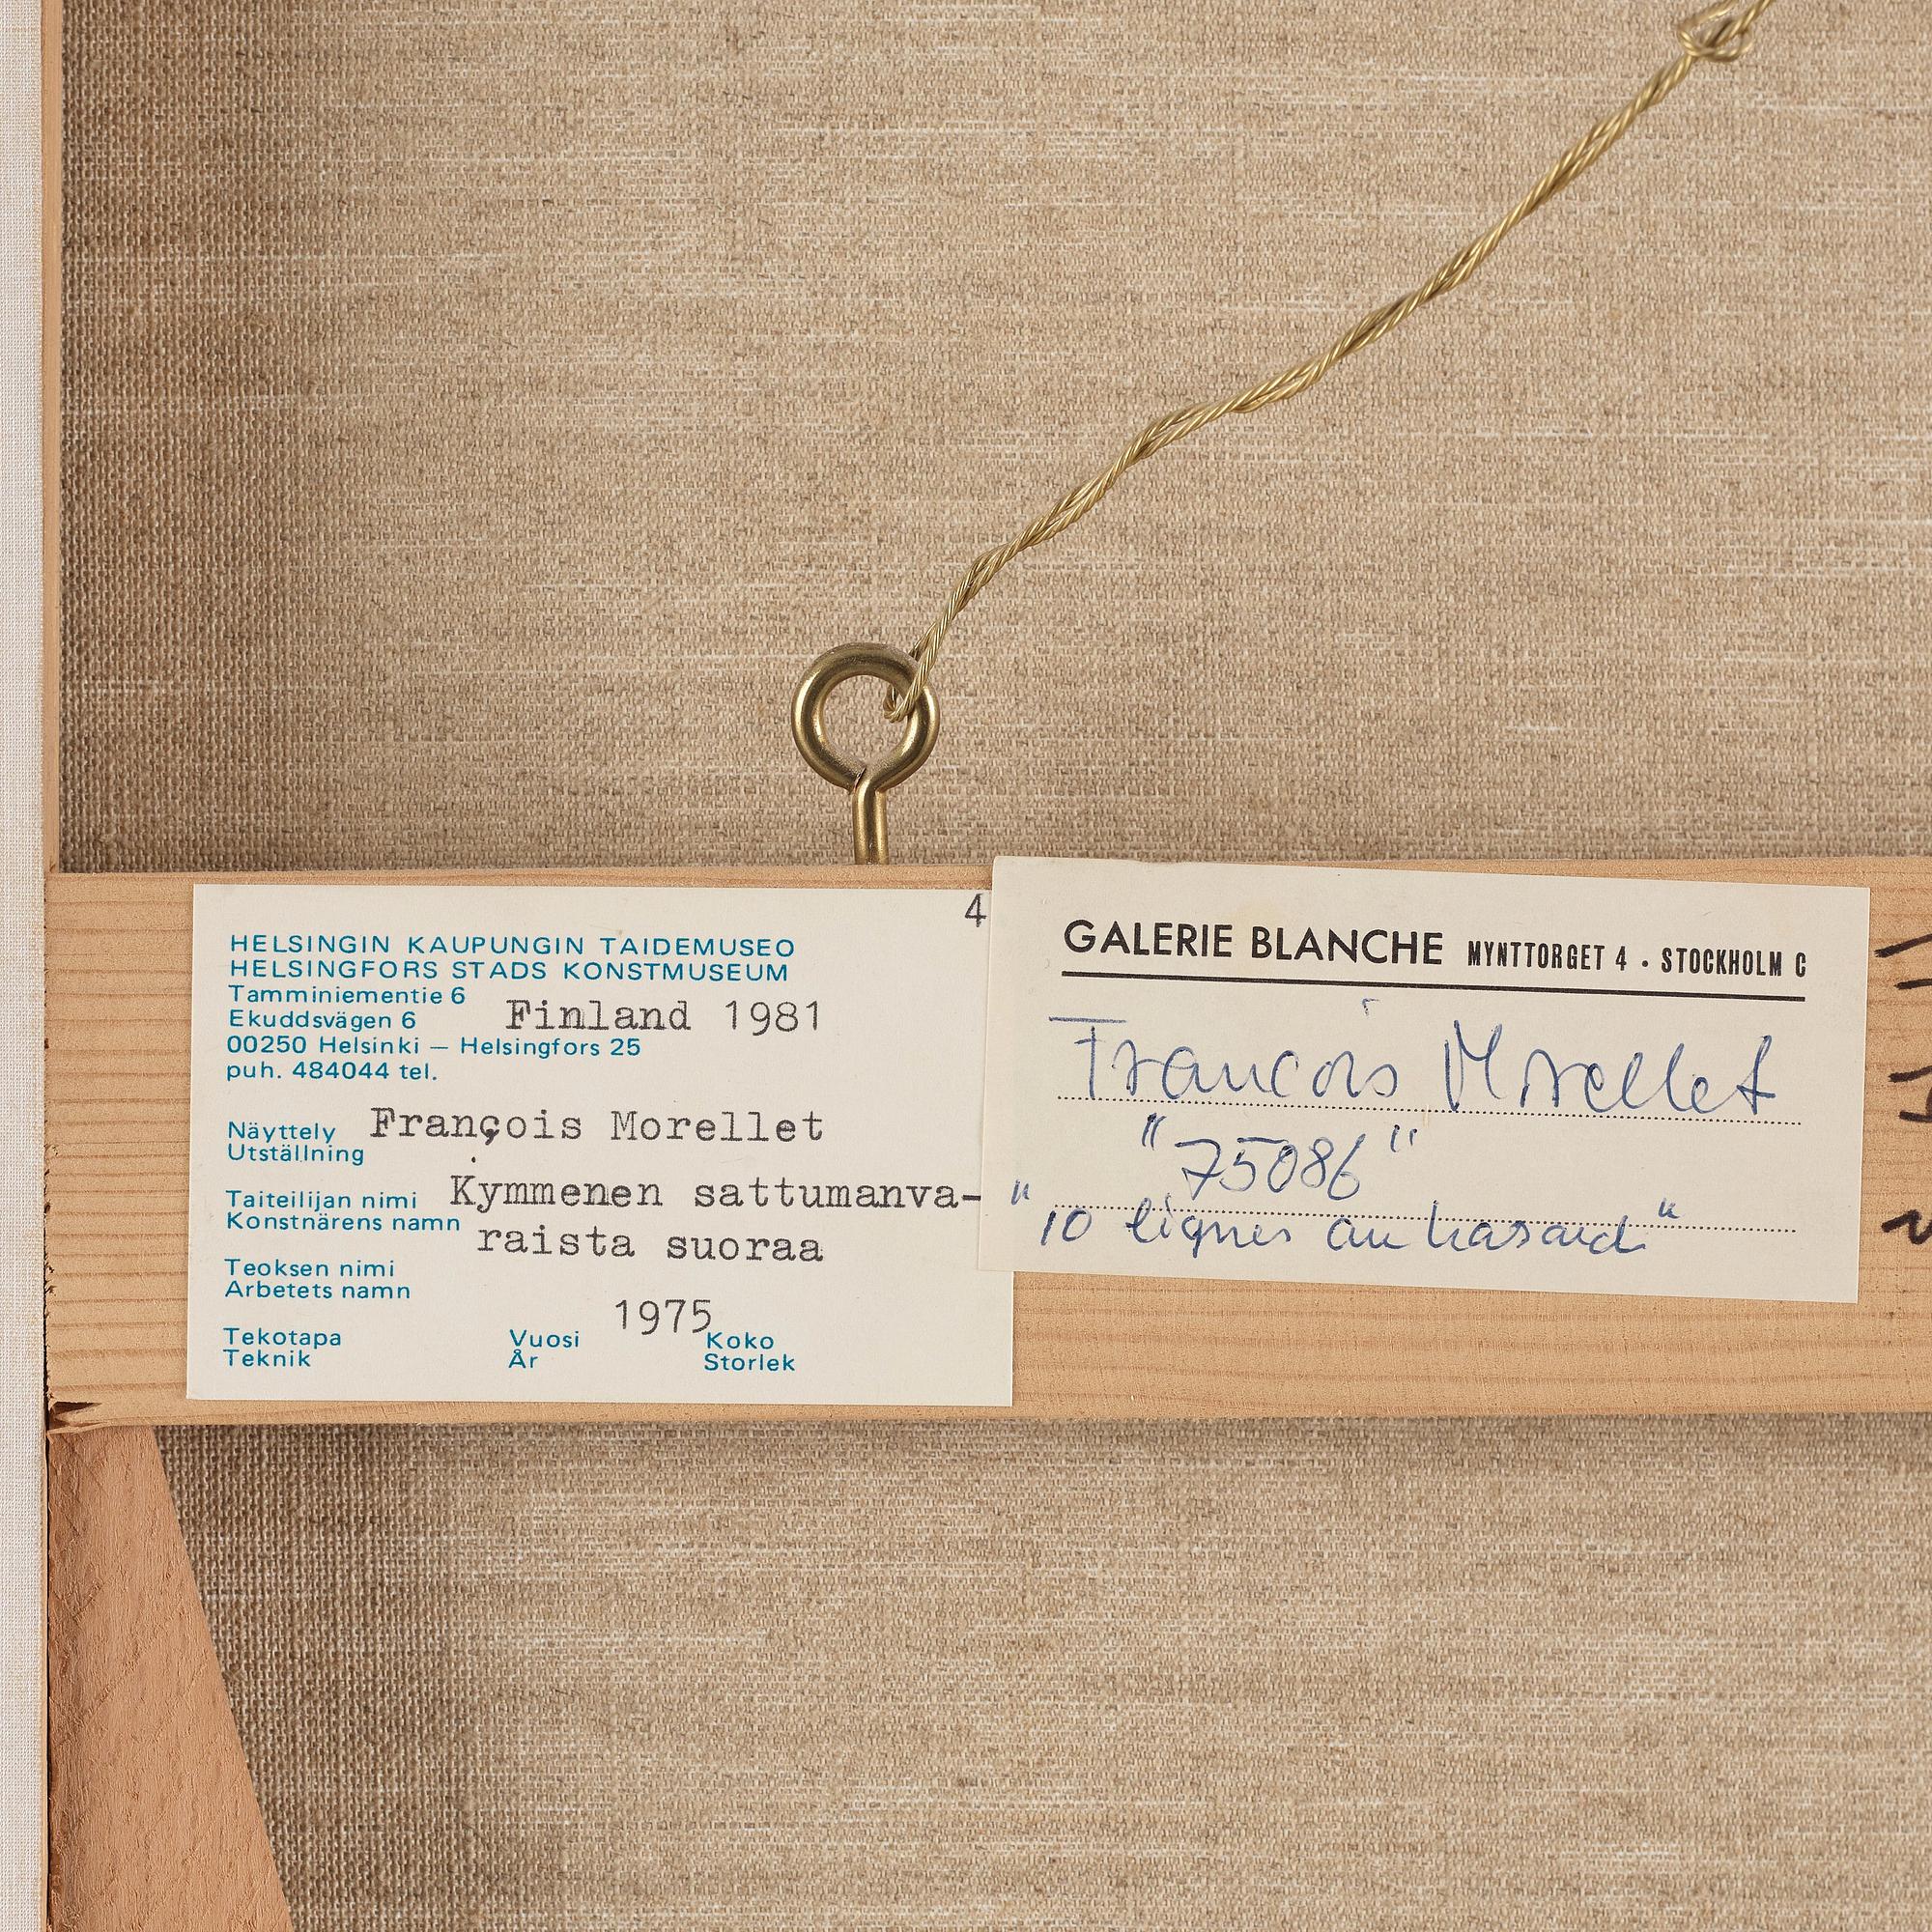 4
HELSINGIN KAUPUNGIN TAIDEMUSEO
HELSINGFORS STADS KONSTMUSEUM
Tamminiementie 6
Ekuddsvägen 6 Finland 1981
00250 Helsinki — Helsingfors 25
puh. 484044 tel.
Näyttely François Morellet
Utställning
Taiteilijan nimi Kymmenen sattumanva-
Konstnärens namn raista suoraa
Teoksen nimi
Arbetets namn
1975
Tekotapa Vuosi Koko
Teknik År Storlek
GALERIE BLANCHE MYNTTORGET 4 · STOCKHOLM C
Francois Morellet
"75086"
"10 lignes au hasard"